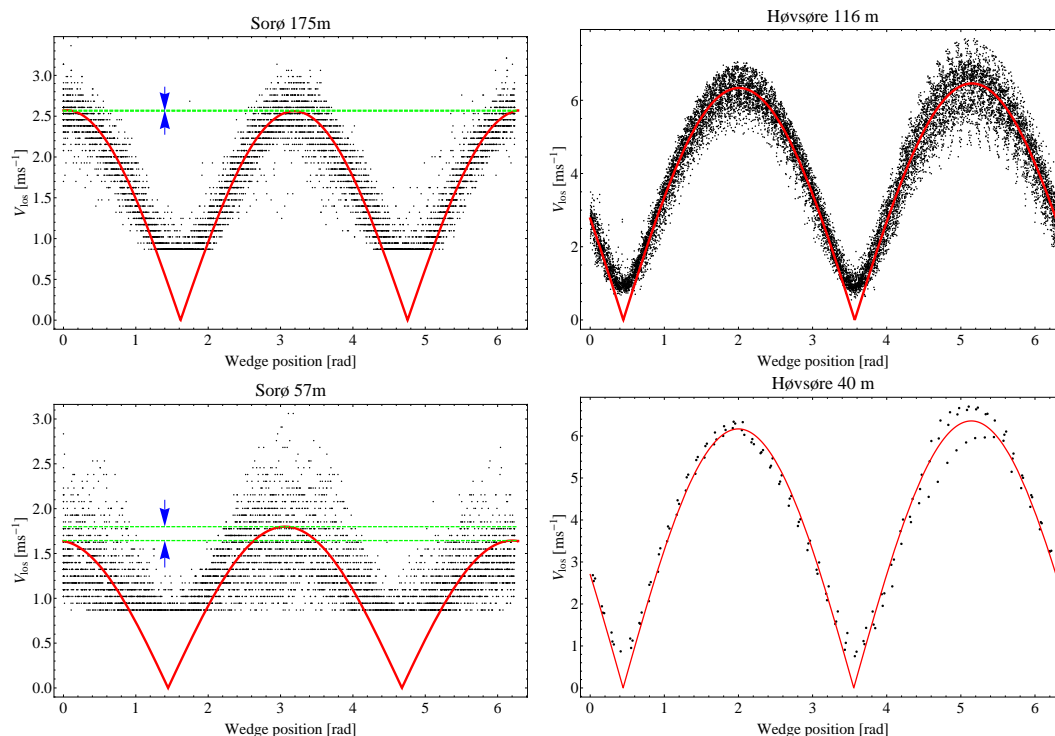 Sorø 175m
3.0
2.5
2.0
1.5
1.0
0.5
0.0
V_los [ms⁻¹]
0 1 2 3 4 5 6
Wedge position [rad]
Høvsøre 116 m
6
4
2
0
V_los [ms⁻¹]
0 1 2 3 4 5 6
Wedge position [rad]
Sorø 57m
3.0
2.5
2.0
1.5
1.0
0.5
0.0
V_los [ms⁻¹]
0 1 2 3 4 5 6
Wedge position [rad]
Høvsøre 40 m
6
5
4
3
2
1
0
V_los [ms⁻¹]
0 1 2 3 4 5 6
Wedge position [rad]